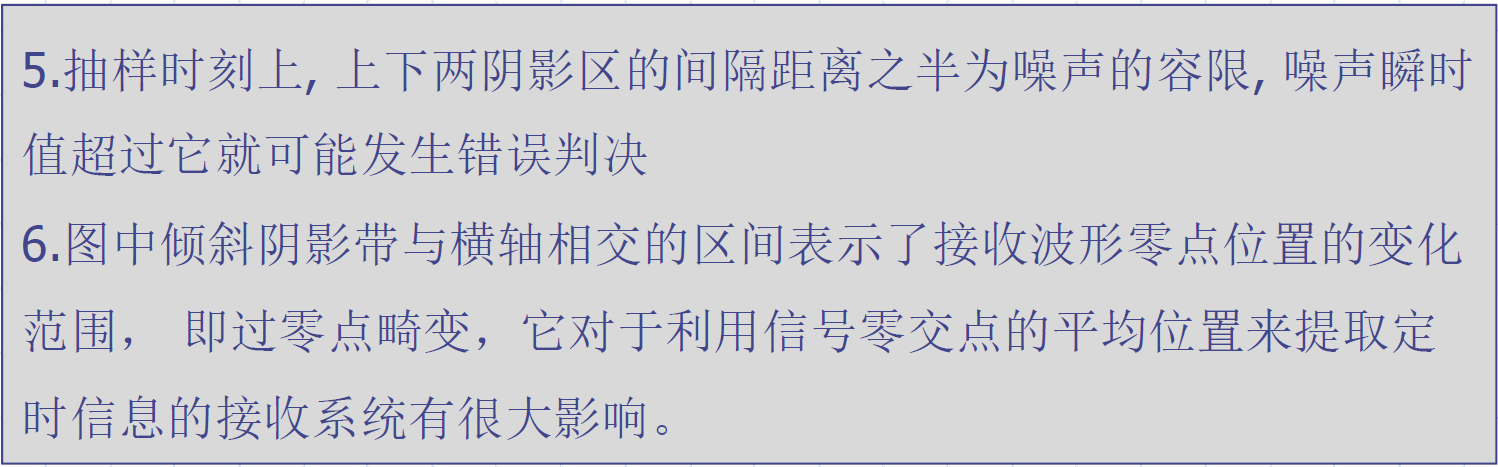 5.抽样时刻上, 上下两阴影区的间隔距离之半为噪声的容限, 噪声瞬时
值超过它就可能发生错误判决
6.图中倾斜阴影带与横轴相交的区间表示了接收波形零点位置的变化
范围， 即过零点畸变，它对于利用信号零交点的平均位置来提取定
时信息的接收系统有很大影响。